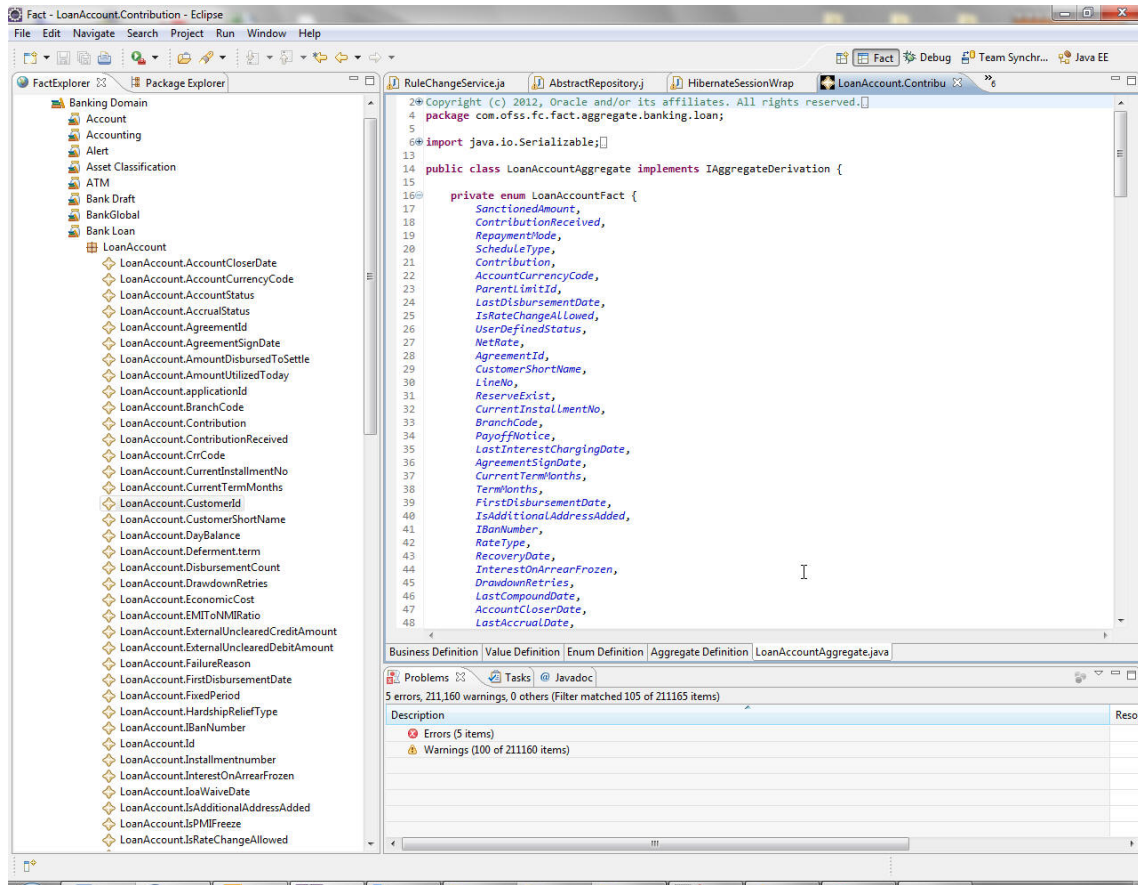 Fact - LoanAccount.Contribution - Eclipse
File Edit Navigate Search Project Run Window Help
Fact Debug Team Synchr... Java EE
FactExplorer Package Explorer
Banking Domain
Account
Accounting
Alert
Asset Classification
ATM
Bank Draft
BankGlobal
Bank Loan
LoanAccount
LoanAccount.AccountCloserDate
LoanAccount.AccountCurrencyCode
LoanAccount.AccountStatus
LoanAccount.AccrualStatus
LoanAccount.AgreementId
LoanAccount.AgreementSignDate
LoanAccount.AmountDisbursedToSettle
LoanAccount.AmountUtilizedToday
LoanAccount.applicationId
LoanAccount.BranchCode
LoanAccount.Contribution
LoanAccount.ContributionReceived
LoanAccount.CrrCode
LoanAccount.CurrentInstallmentNo
LoanAccount.CurrentTermMonths
LoanAccount.CustomerId
LoanAccount.CustomerShortName
LoanAccount.DayBalance
LoanAccount.Deferment.term
LoanAccount.DisbursementCount
LoanAccount.DrawdownRetries
LoanAccount.EconomicCost
LoanAccount.EMIToNMIRatio
LoanAccount.ExternalUnclearedCreditAmount
LoanAccount.ExternalUnclearedDebitAmount
LoanAccount.FailureReason
LoanAccount.FirstDisbursementDate
LoanAccount.FixedPeriod
LoanAccount.HardshipReliefType
LoanAccount.IBanNumber
LoanAccount.Id
LoanAccount.Installmentnumber
LoanAccount.InterestOnArrearFrozen
LoanAccount.IoaWaiveDate
LoanAccount.IsAdditionalAddressAdded
LoanAccount.IsPMIFreeze
LoanAccount.IsRateChangeAllowed
RuleChangeService.ja AbstractRepository.j HibernateSessionWrap LoanAccount.Contribu »6
2 Copyright (c) 2012, Oracle and/or its affiliates. All rights reserved.
4 package com.ofss.fc.fact.aggregate.banking.loan;
5
6 import java.io.Serializable;
13
14 public class LoanAccountAggregate implements IAggregateDerivation {
15
16 private enum LoanAccountFact {
17 SanctionedAmount,
18 ContributionReceived,
19 RepaymentMode,
20 ScheduleType,
21 Contribution,
22 AccountCurrencyCode,
23 ParentLimitId,
24 LastDisbursementDate,
25 IsRateChangeAllowed,
26 UserDefinedStatus,
27 NetRate,
28 AgreementId,
29 CustomerShortName,
30 LineNo,
31 ReserveExist,
32 CurrentInstallmentNo,
33 BranchCode,
34 PayoffNotice,
35 LastInterestChargingDate,
36 AgreementSignDate,
37 CurrentTermMonths,
38 TermMonths,
39 FirstDisbursementDate,
40 IsAdditionalAddressAdded,
41 IBanNumber,
42 RateType,
43 RecoveryDate,
44 InterestOnArrearFrozen,
45 DrawdownRetries,
46 LastCompoundDate,
47 AccountCloserDate,
48 LastAccrualDate,
Business Definition Value Definition Enum Definition Aggregate Definition LoanAccountAggregate.java
Problems Tasks @ Javadoc
5 errors, 211,160 warnings, 0 others (Filter matched 105 of 211165 items)
Description Reso
Errors (5 items)
Warnings (100 of 211160 items)